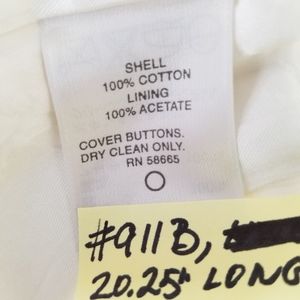 SHELL
100% COTTON
LINING
100% ACETATE
COVER BUTTONS.
DRY CLEAN ONLY.
RN 58665
#911B,
20.25" LONG